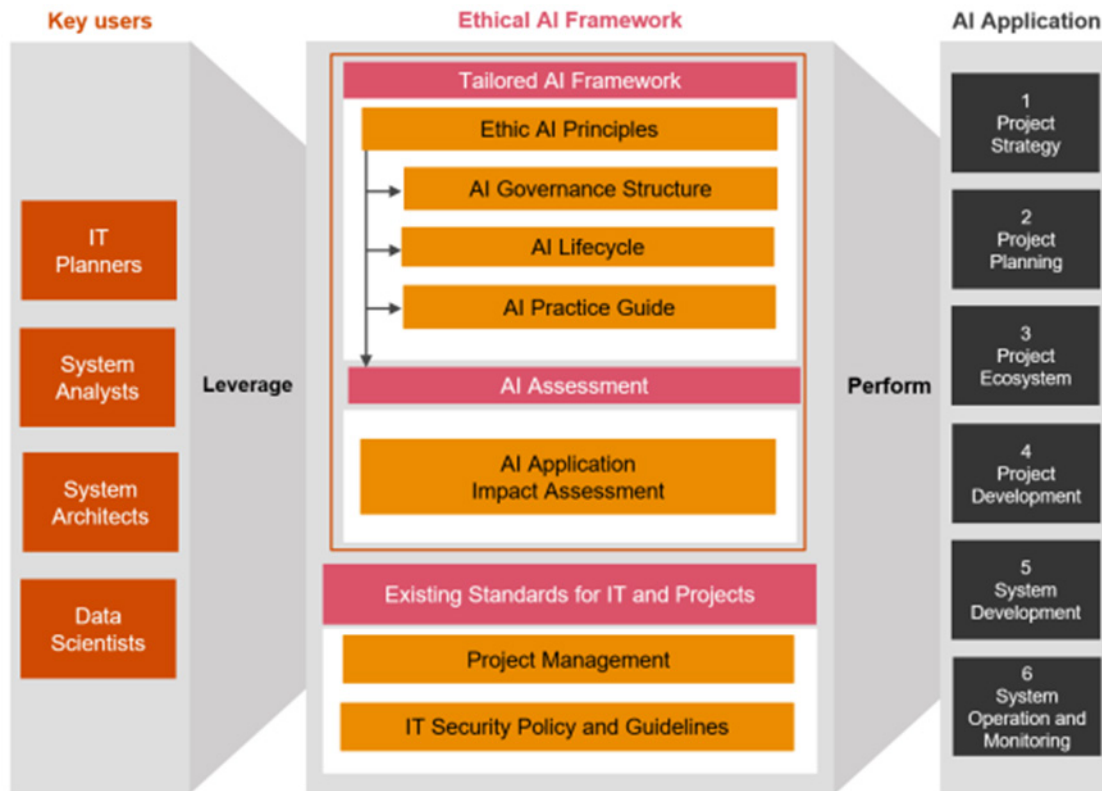 Key users
Ethical AI Framework
AI Application
IT
Planners
System
Analysts
System
Architects
Data
Scientists
Leverage
Tailored AI Framework
Ethic AI Principles
AI Governance Structure
AI Lifecycle
AI Practice Guide
AI Assessment
AI Application
Impact Assessment
Existing Standards for IT and Projects
Project Management
IT Security Policy and Guidelines
Perform
1
Project
Strategy
2
Project
Planning
3
Project
Ecosystem
4
Project
Development
5
System
Development
6
System
Operation and
Monitoring